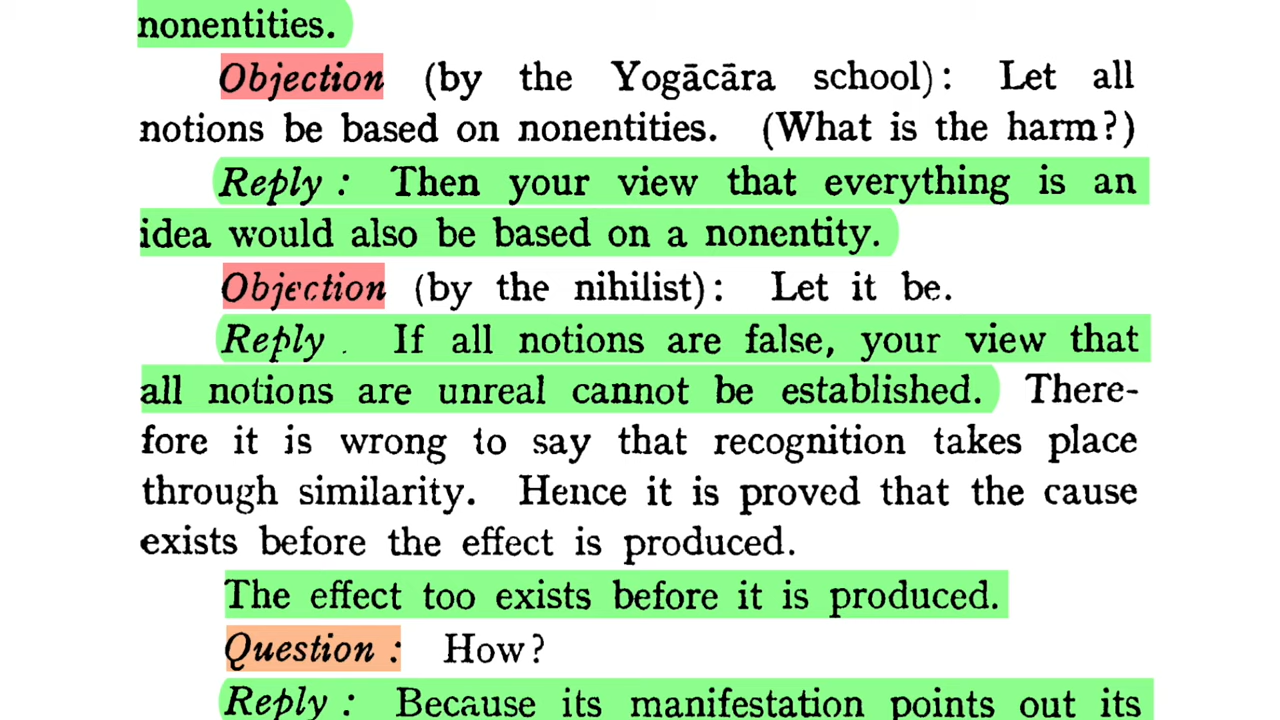 nonentities.
Objection (by the Yogācāra school): Let all
notions be based on nonentities. (What is the harm?)
Reply: Then your view that everything is an
idea would also be based on a nonentity.
Objection (by the nihilist): Let it be.
Reply. If all notions are false, your view that
all notions are unreal cannot be established. There-
fore it is wrong to say that recognition takes place
through similarity. Hence it is proved that the cause
exists before the effect is produced.
The effect too exists before it is produced.
Question: How?
Reply: Because its manifestation points out its